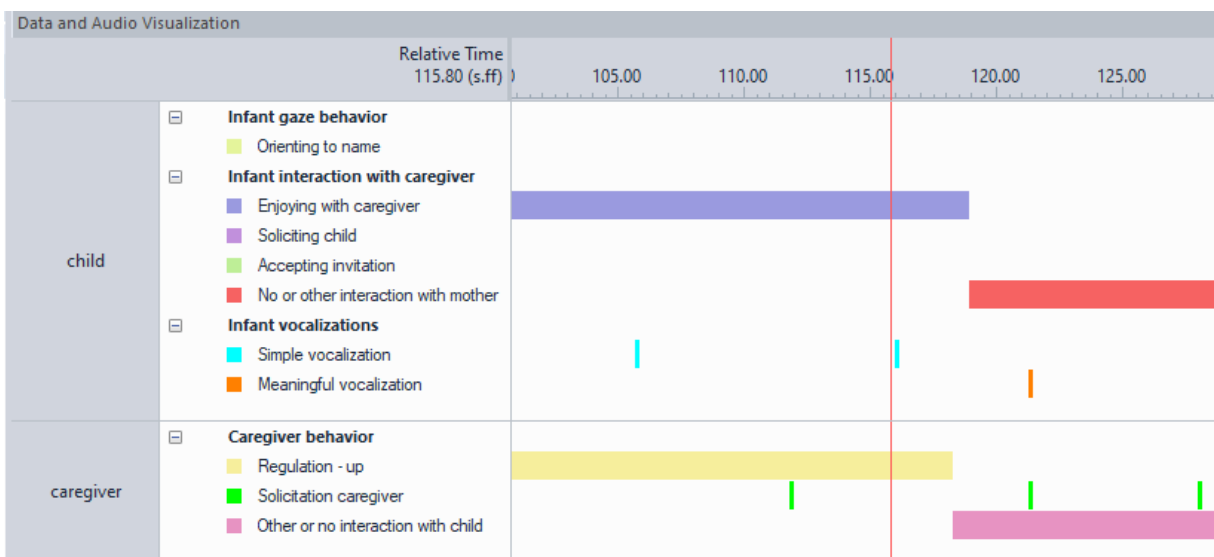 Data and Audio Visualization
Relative Time
115.80 (s.ff)
105.00 110.00 115.00 120.00 125.00
child
Infant gaze behavior
Orienting to name
Infant interaction with caregiver
Enjoying with caregiver
Soliciting child
Accepting invitation
No or other interaction with mother
Infant vocalizations
Simple vocalization
Meaningful vocalization
caregiver
Caregiver behavior
Regulation - up
Solicitation caregiver
Other or no interaction with child